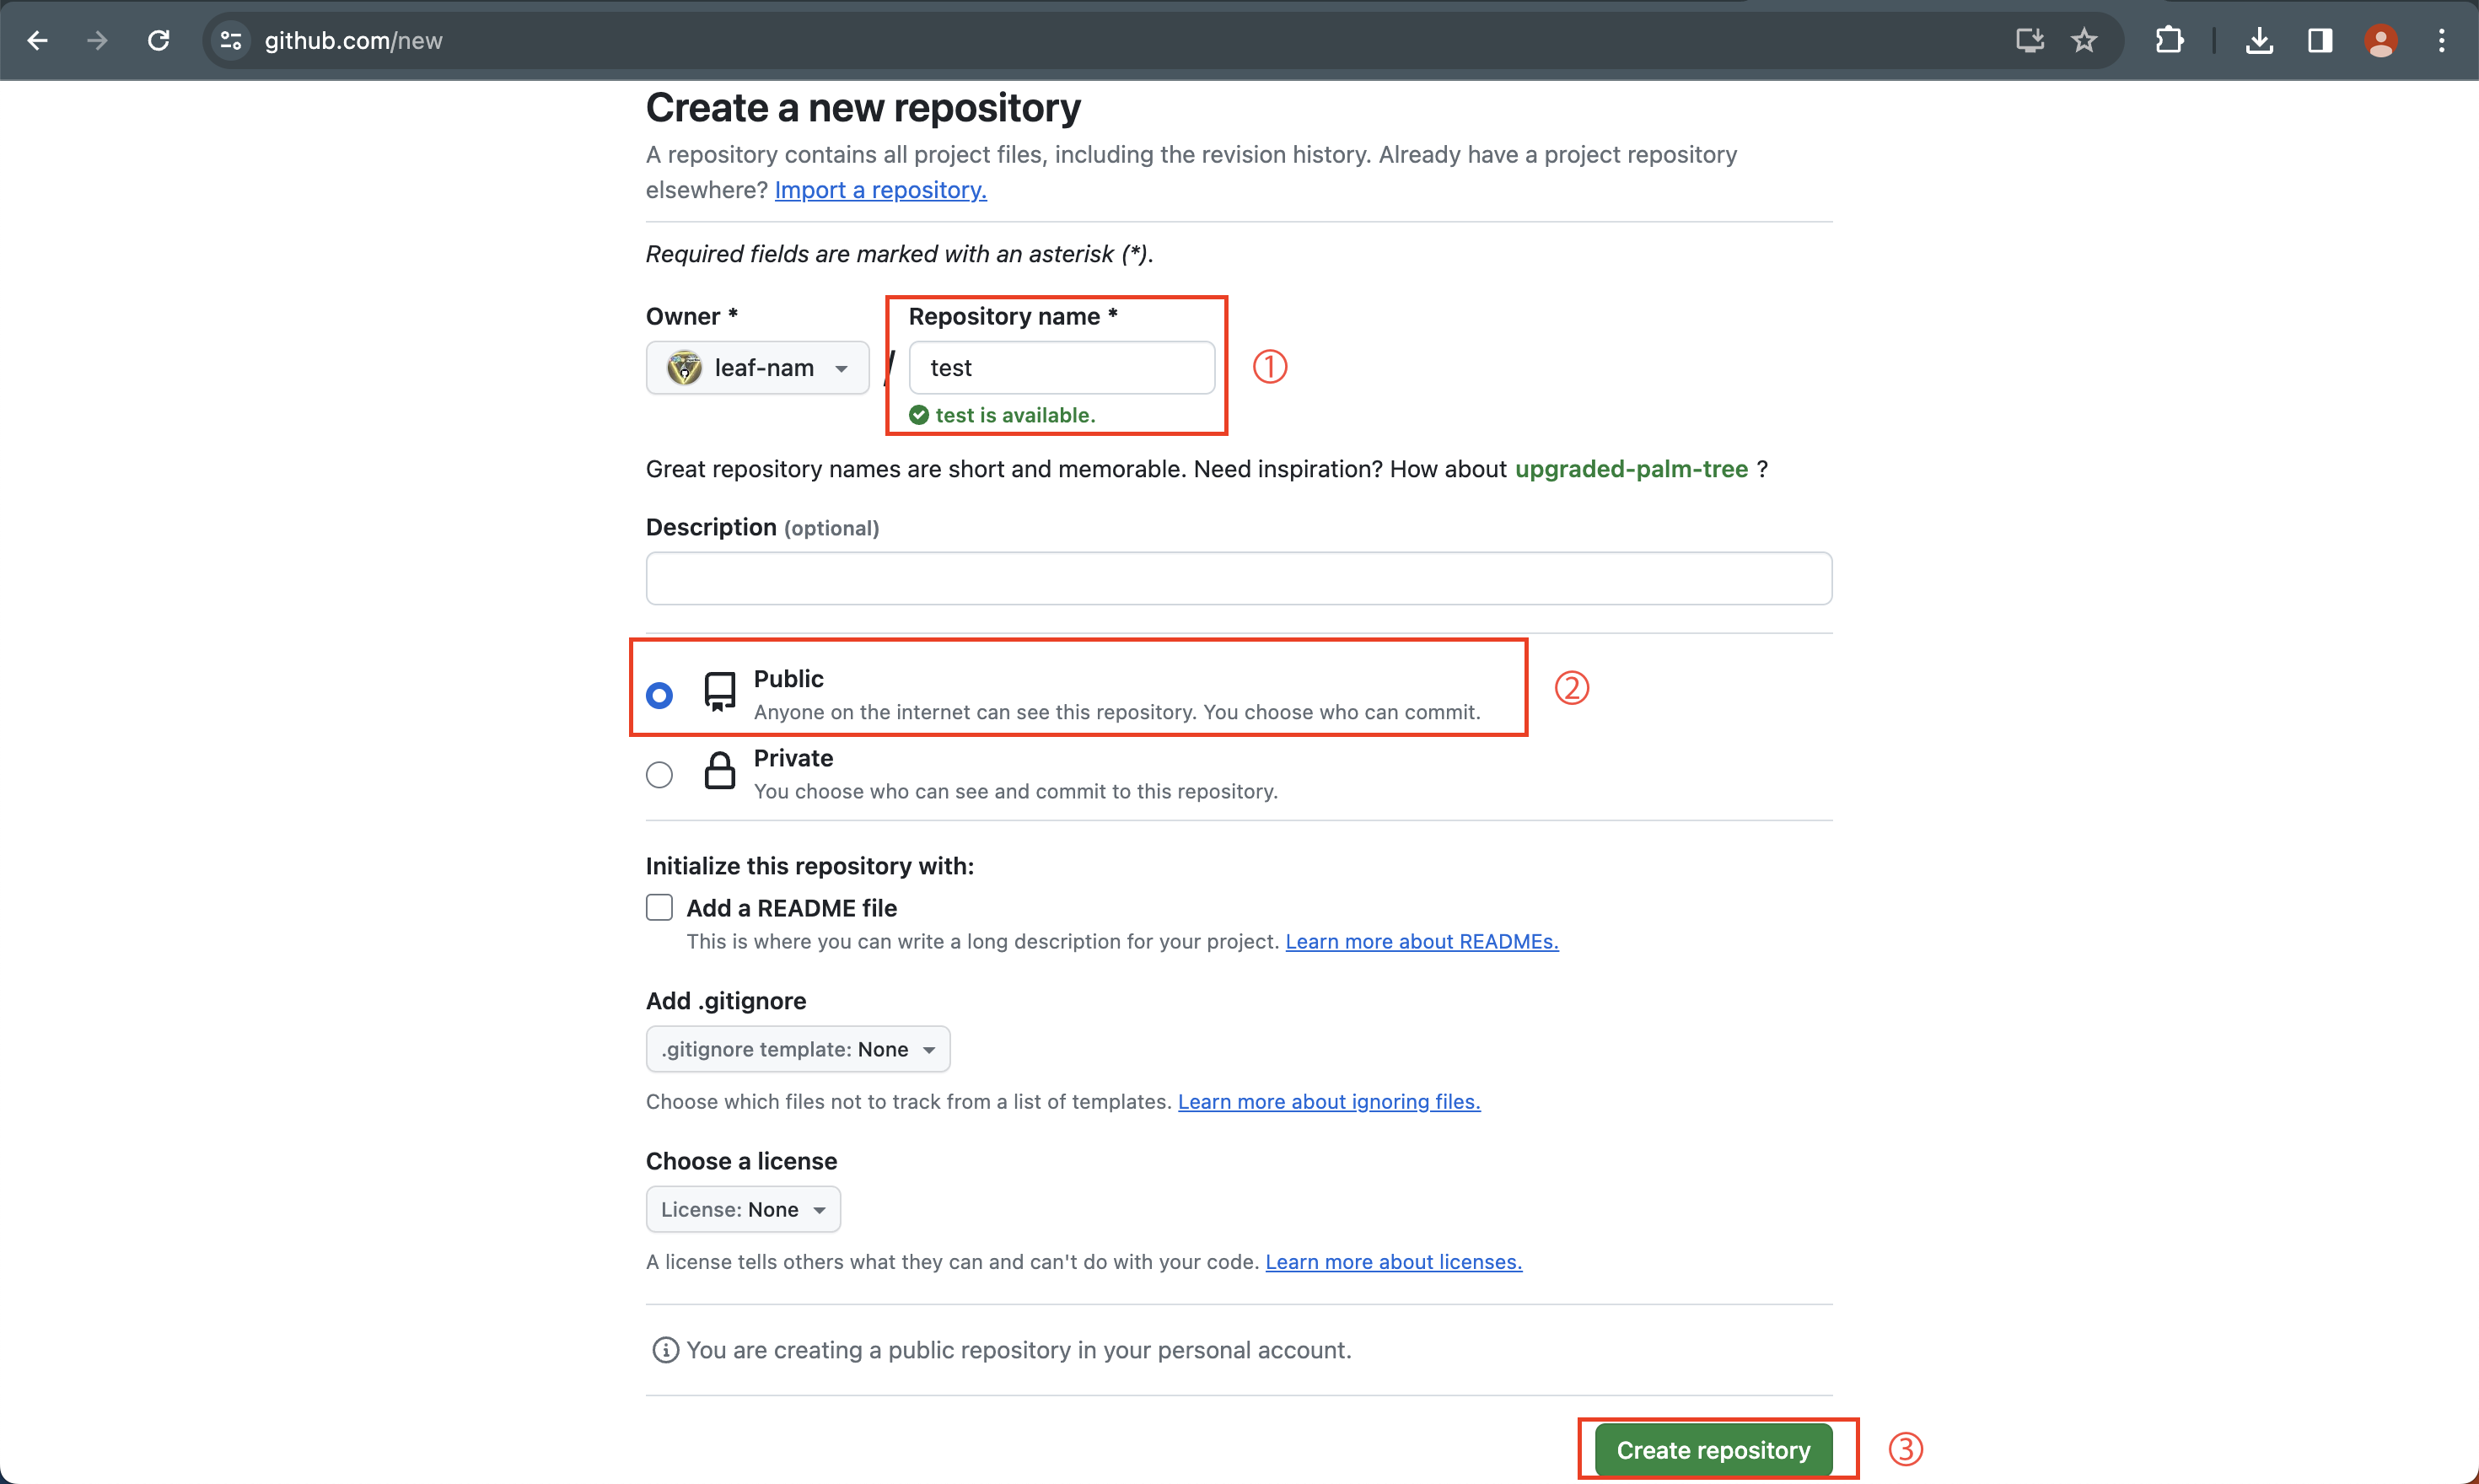 github.com/new
Create a new repository
A repository contains all project files, including the revision history. Already have a project repository
elsewhere? Import a repository.
Required fields are marked with an asterisk (*).
Owner *
Repository name *
leaf-nam
/
test
①
test is available.
Great repository names are short and memorable. Need inspiration? How about upgraded-palm-tree ?
Description (optional)
Public
Anyone on the internet can see this repository. You choose who can commit.
②
Private
You choose who can see and commit to this repository.
Initialize this repository with:
Add a README file
This is where you can write a long description for your project. Learn more about READMEs.
Add .gitignore
.gitignore template: None
Choose which files not to track from a list of templates. Learn more about ignoring files.
Choose a license
License: None
A license tells others what they can and can't do with your code. Learn more about licenses.
You are creating a public repository in your personal account.
Create repository
③